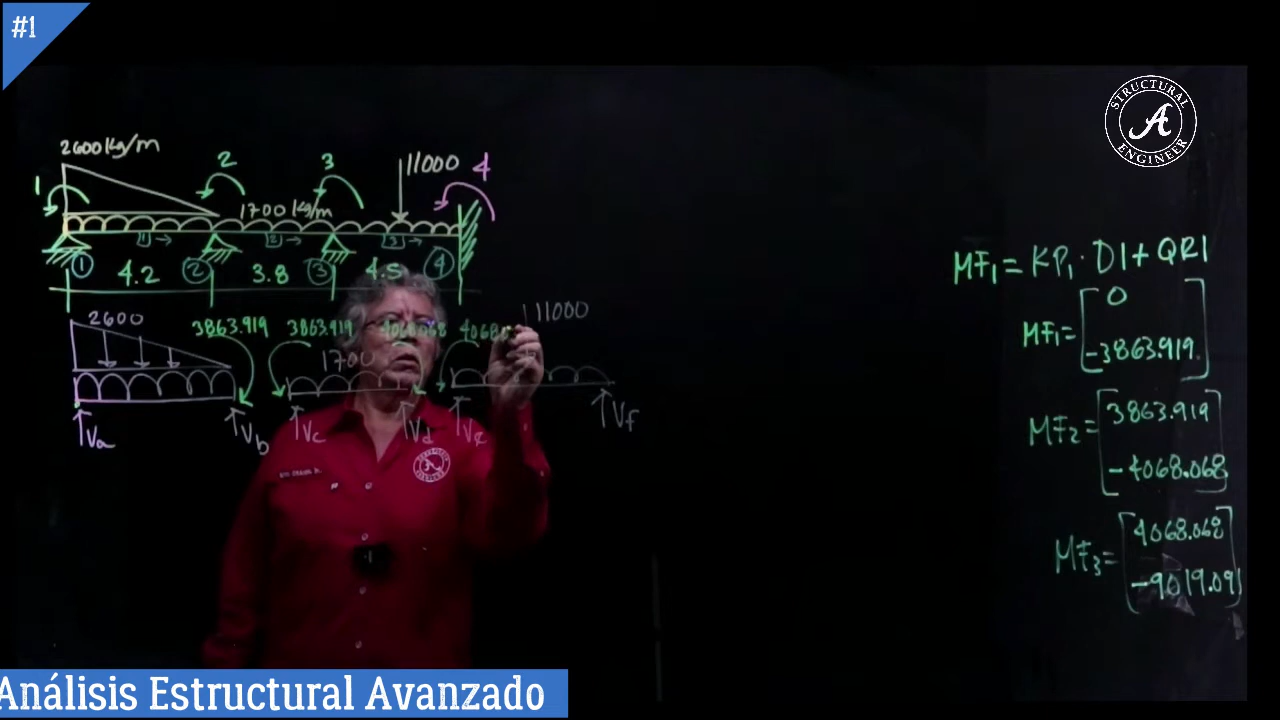 #1
STRUCTURAL
A
ENGINEER
2600 Kg/m
1
2
3
11000
4
1700 Kg/m
1 →
2 →
3 →
1
4.2
2
3.8
3
4.5
4
2600
3863.919
3863.919
4068.068
11000
1700
Va
Vb
Vc
Vd
Ve
Vf
MF1 = KP1 · D1 + QR1
MF1 =
0
-3863.919
MF2 =
3863.919
-4068.068
MF3 =
4068.068
-9019.091
Análisis Estructural Avanzado